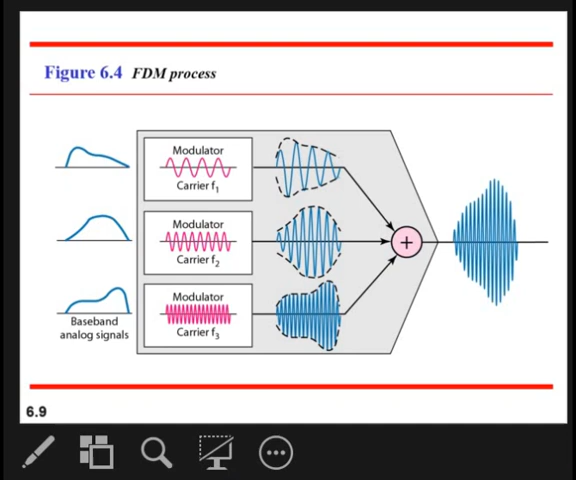 Figure 6.4 FDM process
Modulator
Carrier f1
Modulator
Carrier f2
Modulator
Carrier f3
+
Baseband
analog signals
6.9